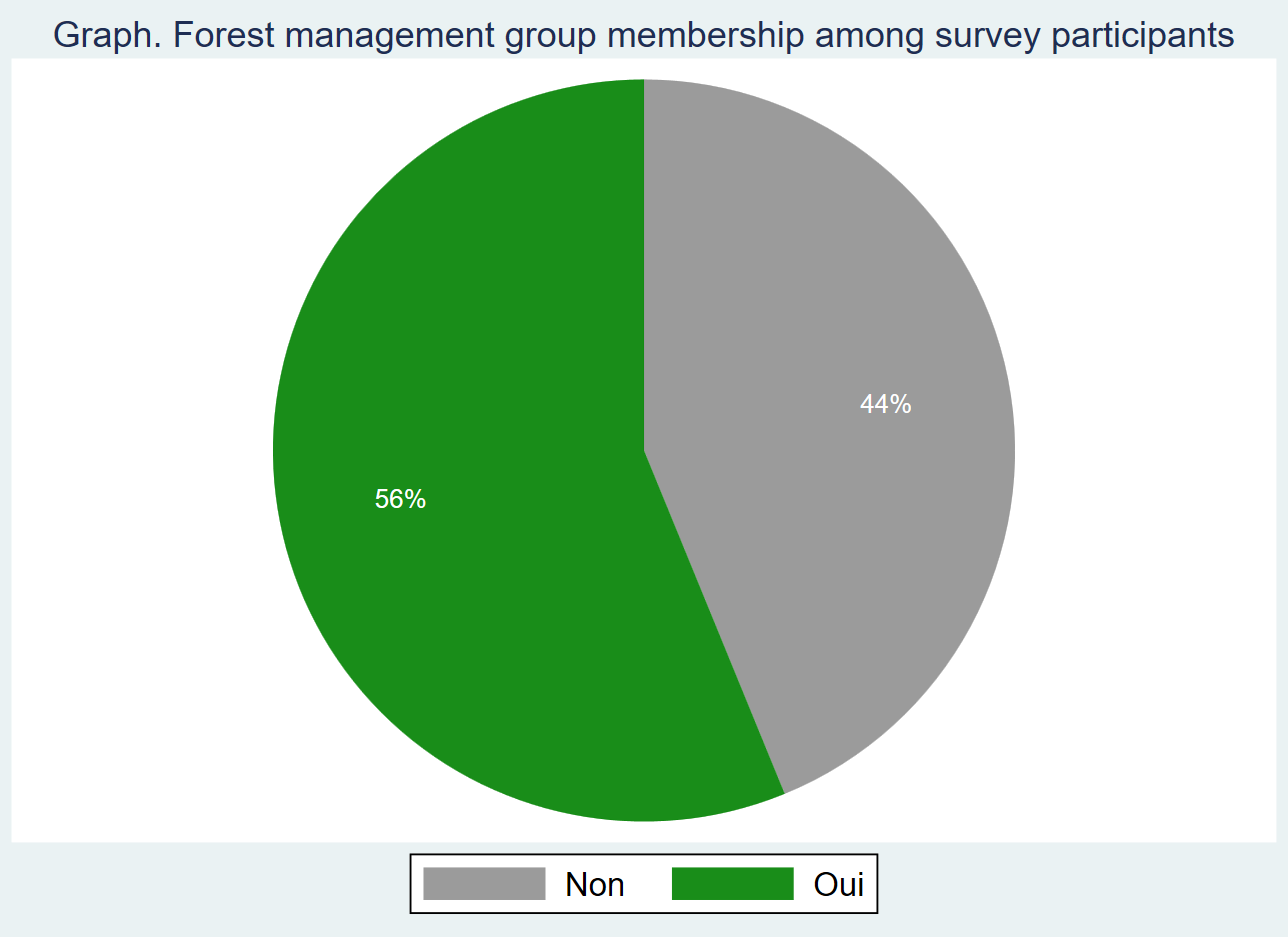 Graph. Forest management group membership among survey participants
44%
56%
Non Oui